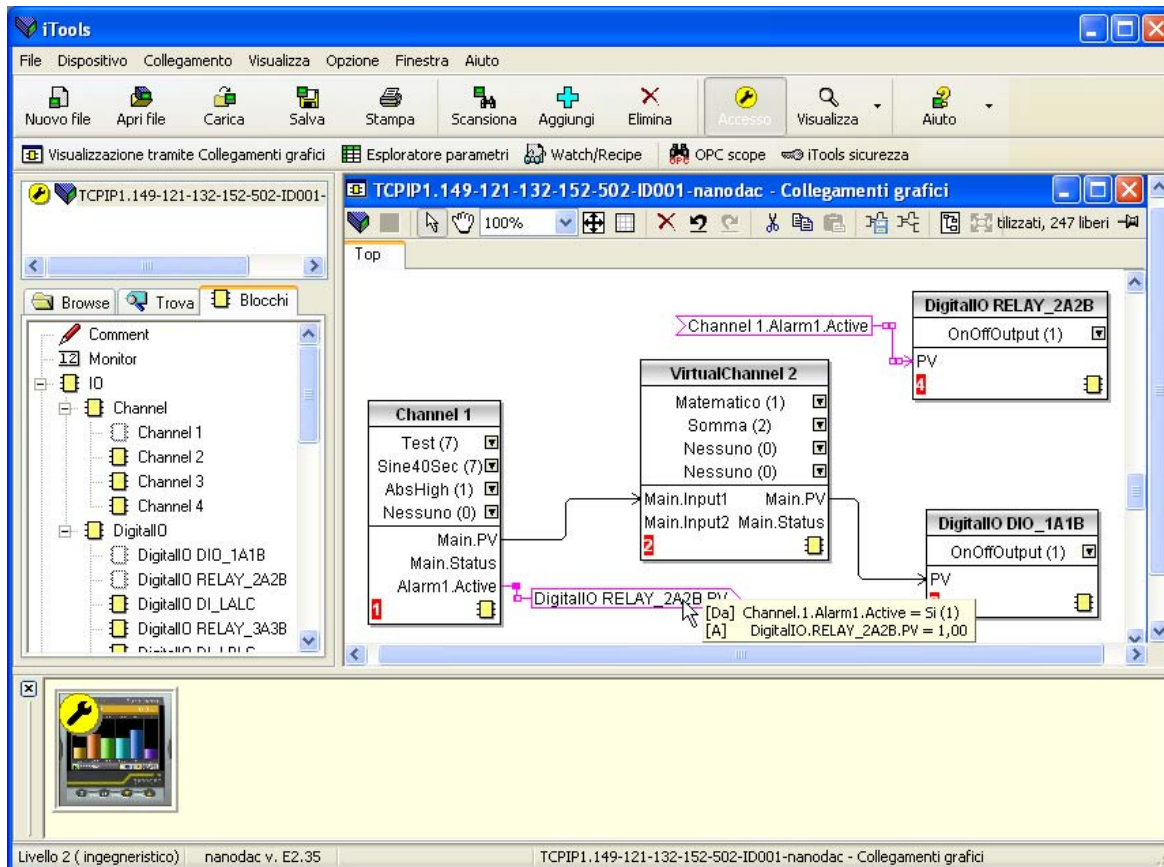 iTools
File Dispositivo Collegamento Visualizza Opzione Finestra Aiuto
Nuovo file Apri file Carica Salva Stampa Scansiona Aggiungi Elimina Accesso Visualizza Aiuto
Visualizzazione tramite Collegamenti grafici Esploratore parametri Watch/Recipe OPC scope iTools sicurezza
TCPIP1.149-121-132-152-502-ID001-
Browse Trova Blocchi
Comment
Monitor
IO
Channel
Channel 1
Channel 2
Channel 3
Channel 4
DigitalIO
DigitalIO DIO_1A1B
DigitalIO RELAY_2A2B
DigitalIO DI_LALC
DigitalIO RELAY_3A3B
DigitalIO DI_LBLC
TCPIP1.149-121-132-152-502-ID001-nanodac - Collegamenti grafici
100% tilizzati, 247 liberi
Top
Channel 1
Test (7)
Sine40Sec (7)
AbsHigh (1)
Nessuno (0)
Main.PV
Main.Status
Alarm1.Active
1
DigitalIO RELAY_2A2B.PV
VirtualChannel 2
Matematico (1)
Somma (2)
Nessuno (0)
Nessuno (0)
Main.Input1 Main.PV
Main.Input2 Main.Status
2
Channel 1.Alarm1.Active
DigitalIO RELAY_2A2B
OnOffOutput (1)
PV
4
DigitalIO DIO_1A1B
OnOffOutput (1)
PV
[Da] Channel.1.Alarm1.Active = Si (1)
[A] DigitalIO.RELAY_2A2B.PV = 1,00
Livello 2 ( ingegneristico) nanodac v. E2.35 TCPIP1.149-121-132-152-502-ID001-nanodac - Collegamenti grafici